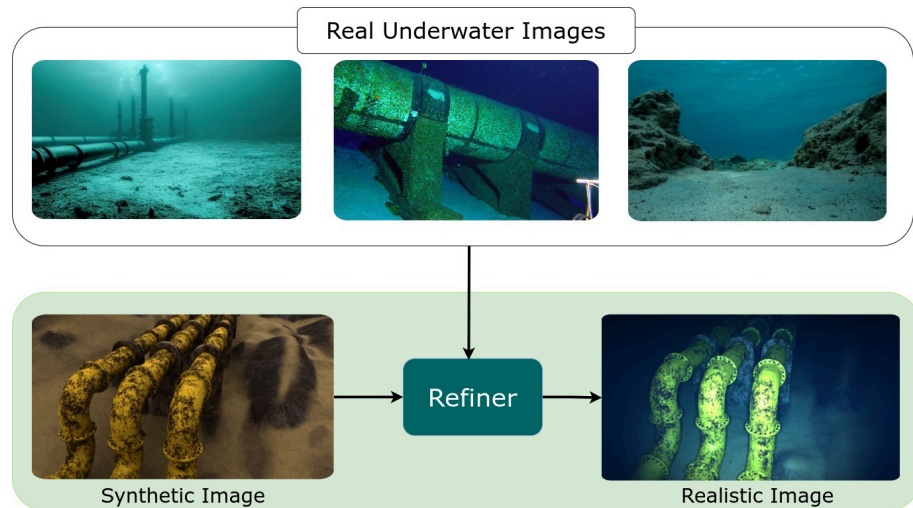 Real Underwater Images
Refiner
Synthetic Image
Realistic Image